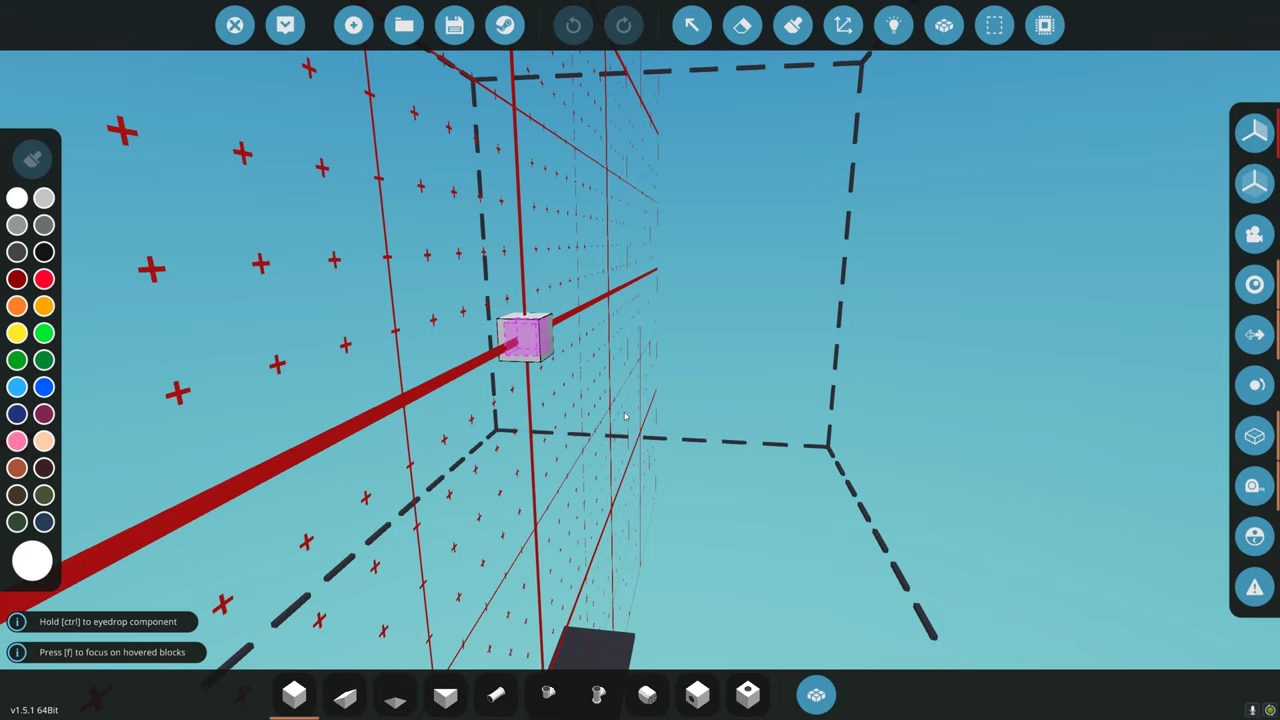 Hold [ctrl] to eyedrop component
Press [f] to focus on hovered blocks
v1.5.1 64Bit